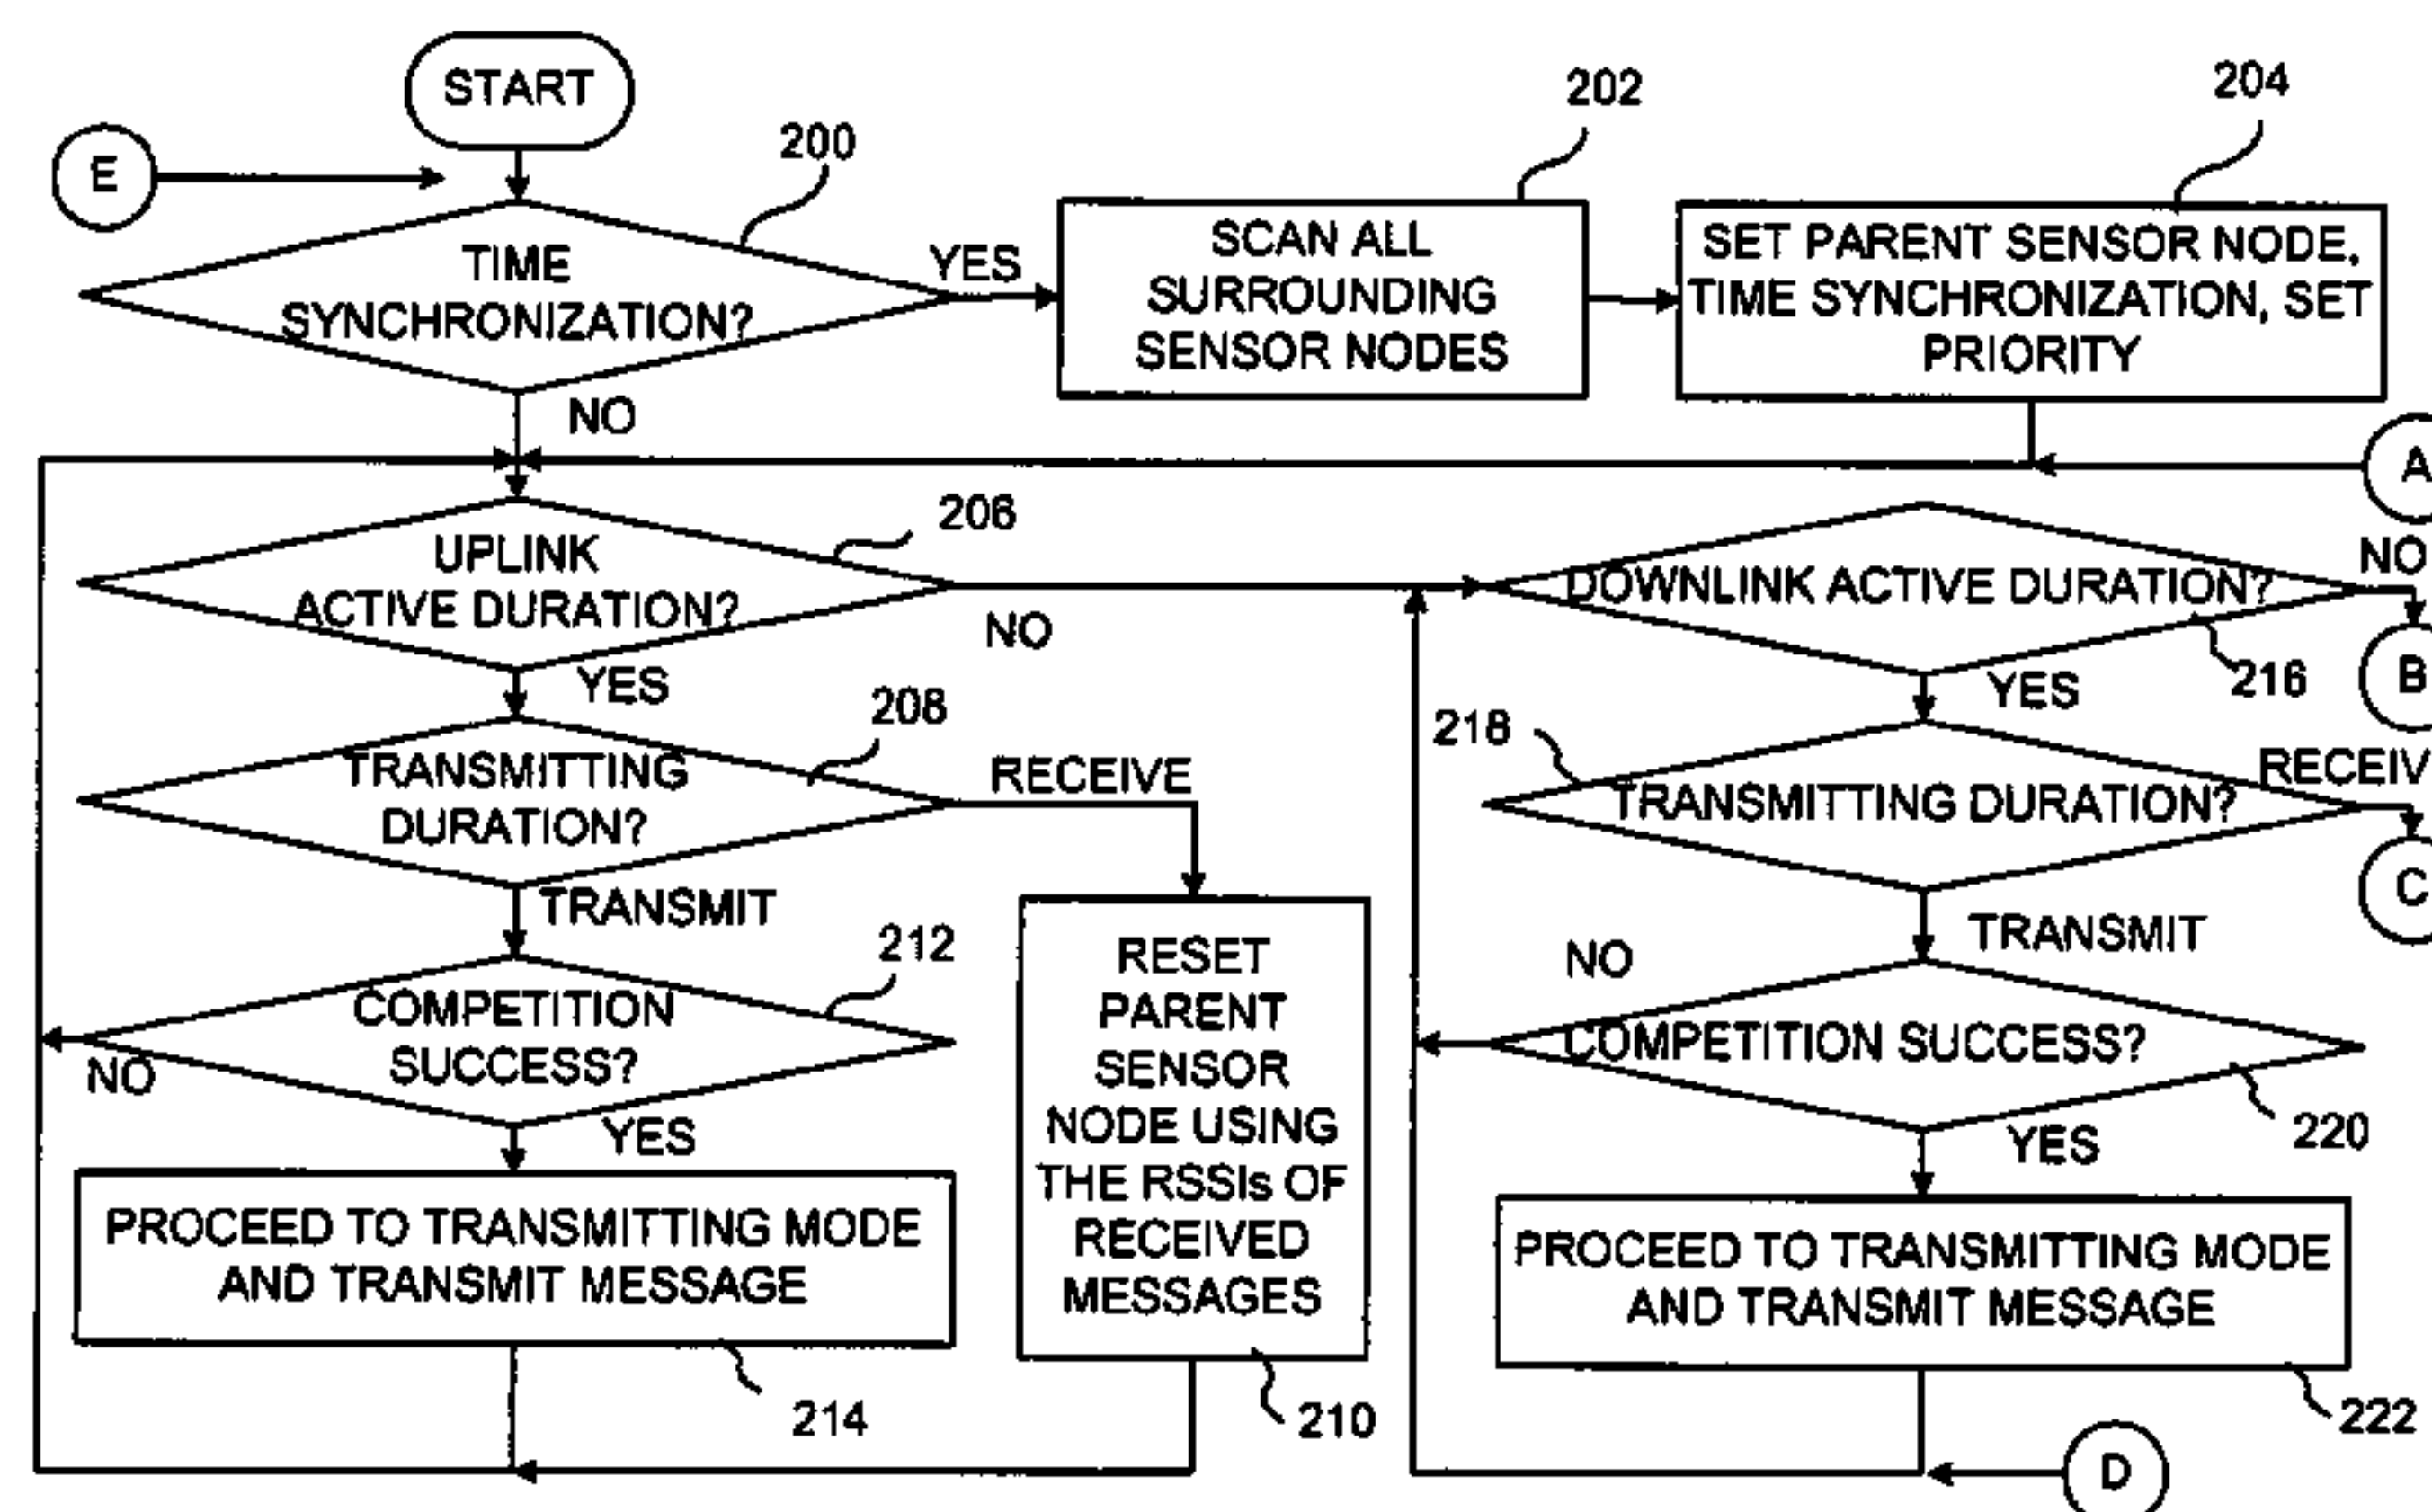 START
E
200
202
204
TIME
SYNCHRONIZATION?
YES
SCAN ALL
SURROUNDING
SENSOR NODES
SET PARENT SENSOR NODE,
TIME SYNCHRONIZATION, SET
PRIORITY
NO
A
206
UPLINK
ACTIVE DURATION?
NO
YES
DOWNLINK ACTIVE DURATION?
NO
216
B
YES
208
TRANSMITTING
DURATION?
RECEIVE
TRANSMIT
218
TRANSMITTING DURATION?
RECEIV
C
TRANSMIT
212
COMPETITION
SUCCESS?
NO
YES
RESET
PARENT
SENSOR
NODE USING
THE RSSIs OF
RECEIVED
MESSAGES
210
NO
COMPETITION SUCCESS?
220
YES
PROCEED TO TRANSMITTING MODE
AND TRANSMIT MESSAGE
214
PROCEED TO TRANSMITTING MODE
AND TRANSMIT MESSAGE
222
D